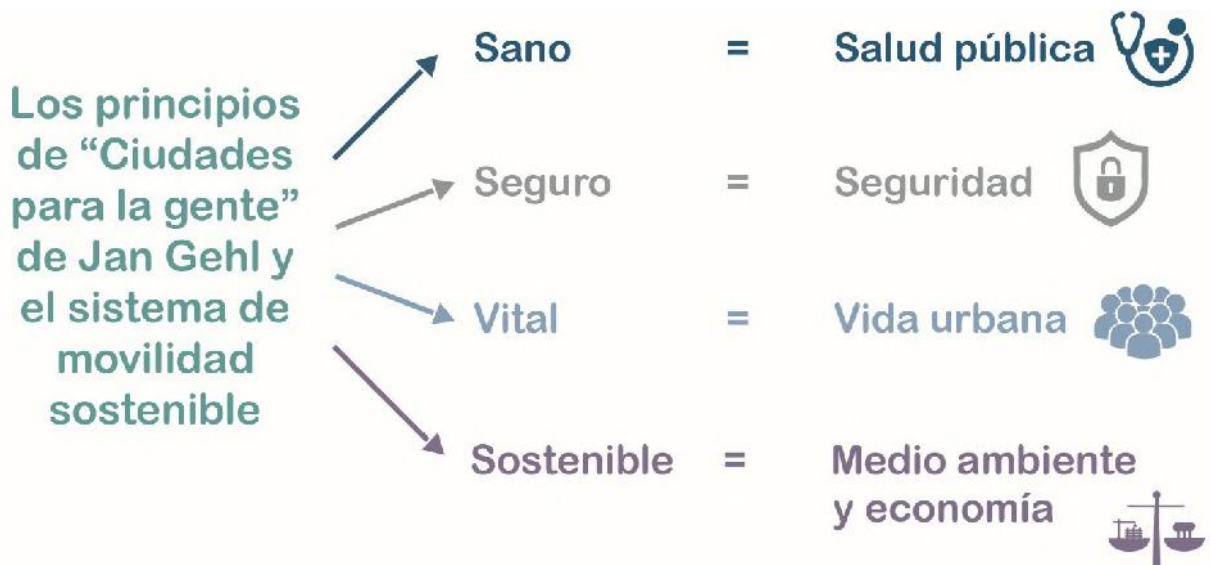 Los principios
de “Ciudades
para la gente”
de Jan Gehl y
el sistema de
movilidad
sostenible
Sano = Salud pública
Seguro = Seguridad
Vital = Vida urbana
Sostenible = Medio ambiente
y economía